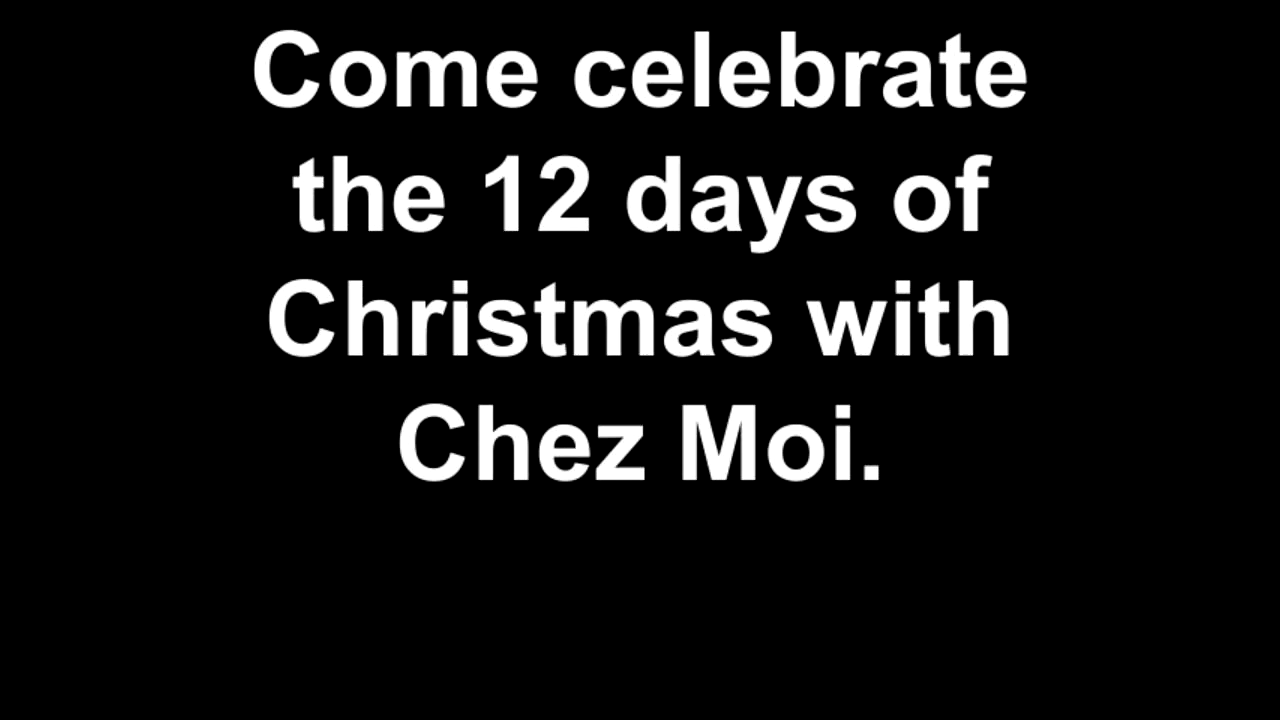 Come celebrate
the 12 days of
Christmas with
Chez Moi.